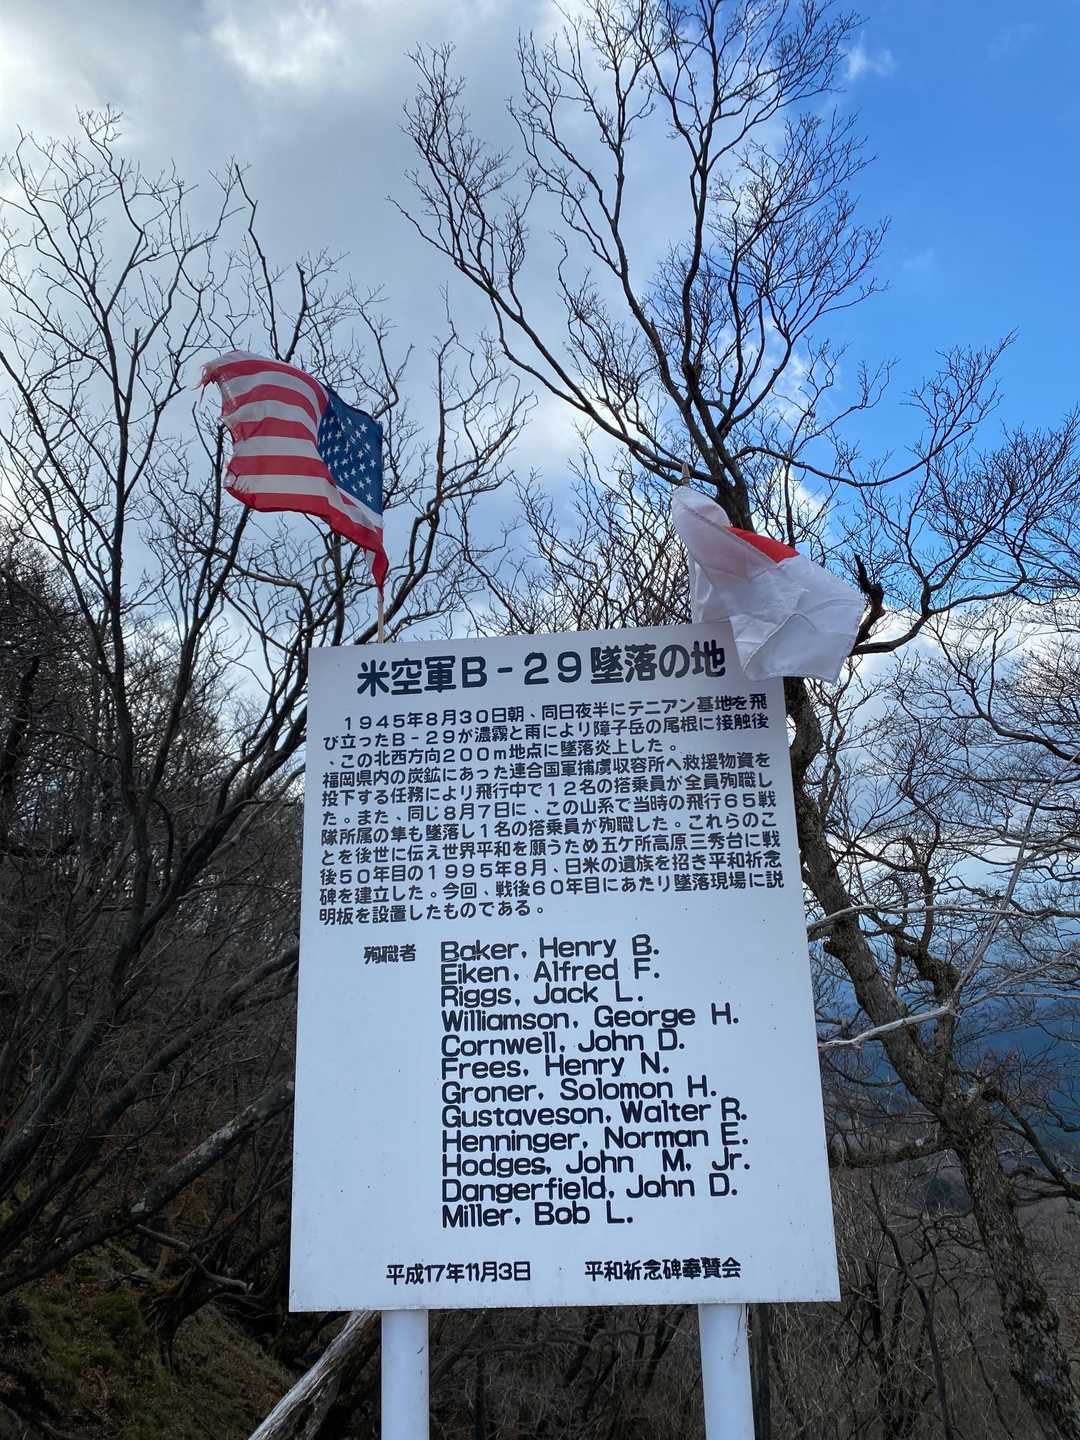 米空軍B-29墜落の地
1945年8月30日朝、同日夜半にテニアン基地を飛
び立ったB-29が濃霧と雨により障子岳の尾根に接触後
、この北西方向200m地点に墜落炎上した。
福岡県内の炭鉱にあった連合国軍捕虜収容所へ救援物資を
投下する任務により飛行中で12名の搭乗員が全員殉職し
た。また、同じ8月7日に、この山系で当時の飛行65戦
隊所属の隼も墜落し1名の搭乗員が殉職した。これらのこ
とを後世に伝え世界平和を願うため五ケ所高原三秀台に戦
後50年目の1995年8月、日米の遺族を招き平和祈念
碑を建立した。今回、戦後60年目にあたり墜落現場に説
明板を設置したものである。
殉職者 Baker, Henry B.
Eiken, Alfred F.
Riggs, Jack L.
Williamson, George H.
Cornwell, John D.
Frees, Henry N.
Groner, Solomon H.
Gustaveson, Walter R.
Henninger, Norman E.
Hodges, John M. Jr.
Dangerfield, John D.
Miller, Bob L.
平成17年11月3日 平和祈念碑奉賛会